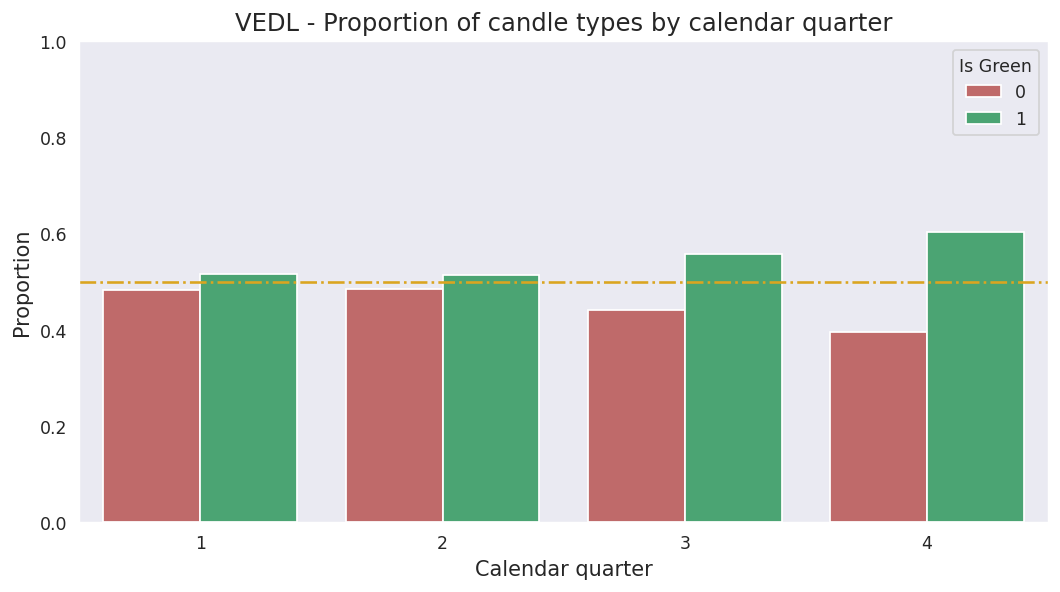 VEDL - Proportion of candle types by calendar quarter
1.0
0.8
0.6
0.4
0.2
0.0
Proportion
Is Green
0
1
1 2 3 4
Calendar quarter